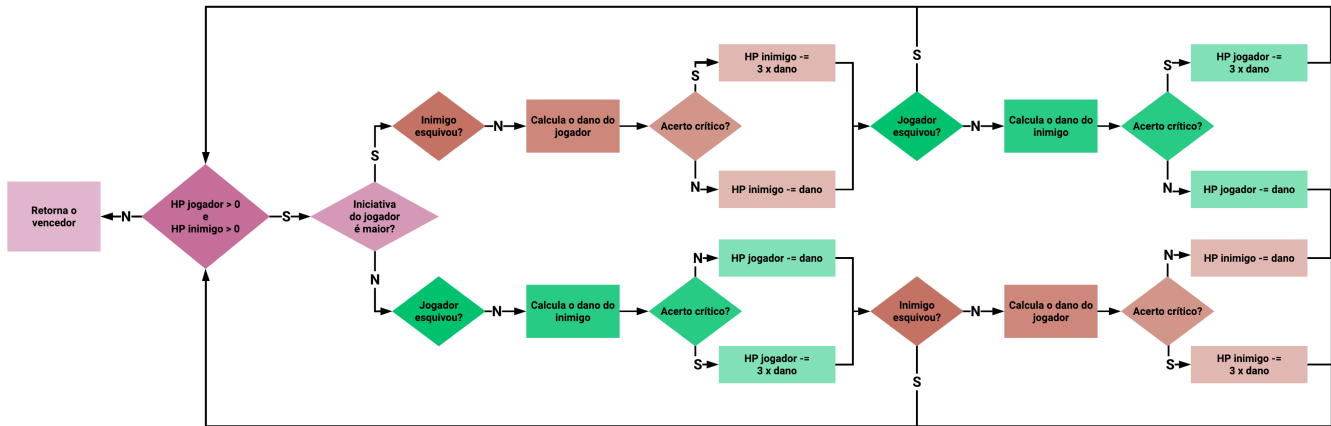 Retorna o
vencedor
N
HP jogador > 0
e
HP inimigo > 0
S
Iniciativa
do jogador
é maior?
S
Inimigo
esquivou?
N
Calcula o dano do
jogador
Acerto crítico?
S
HP inimigo -=
3 x dano
N
HP inimigo -= dano
Jogador
esquivou?
S
N
Calcula o dano do
inimigo
Acerto crítico?
S
HP jogador -=
3 x dano
N
HP jogador -= dano
N
Jogador
esquivou?
N
Calcula o dano do
inimigo
Acerto crítico?
N
HP jogador -= dano
S
HP jogador -=
3 x dano
Inimigo
esquivou?
S
N
Calcula o dano do
jogador
Acerto crítico?
N
HP inimigo -= dano
S
HP inimigo -=
3 x dano